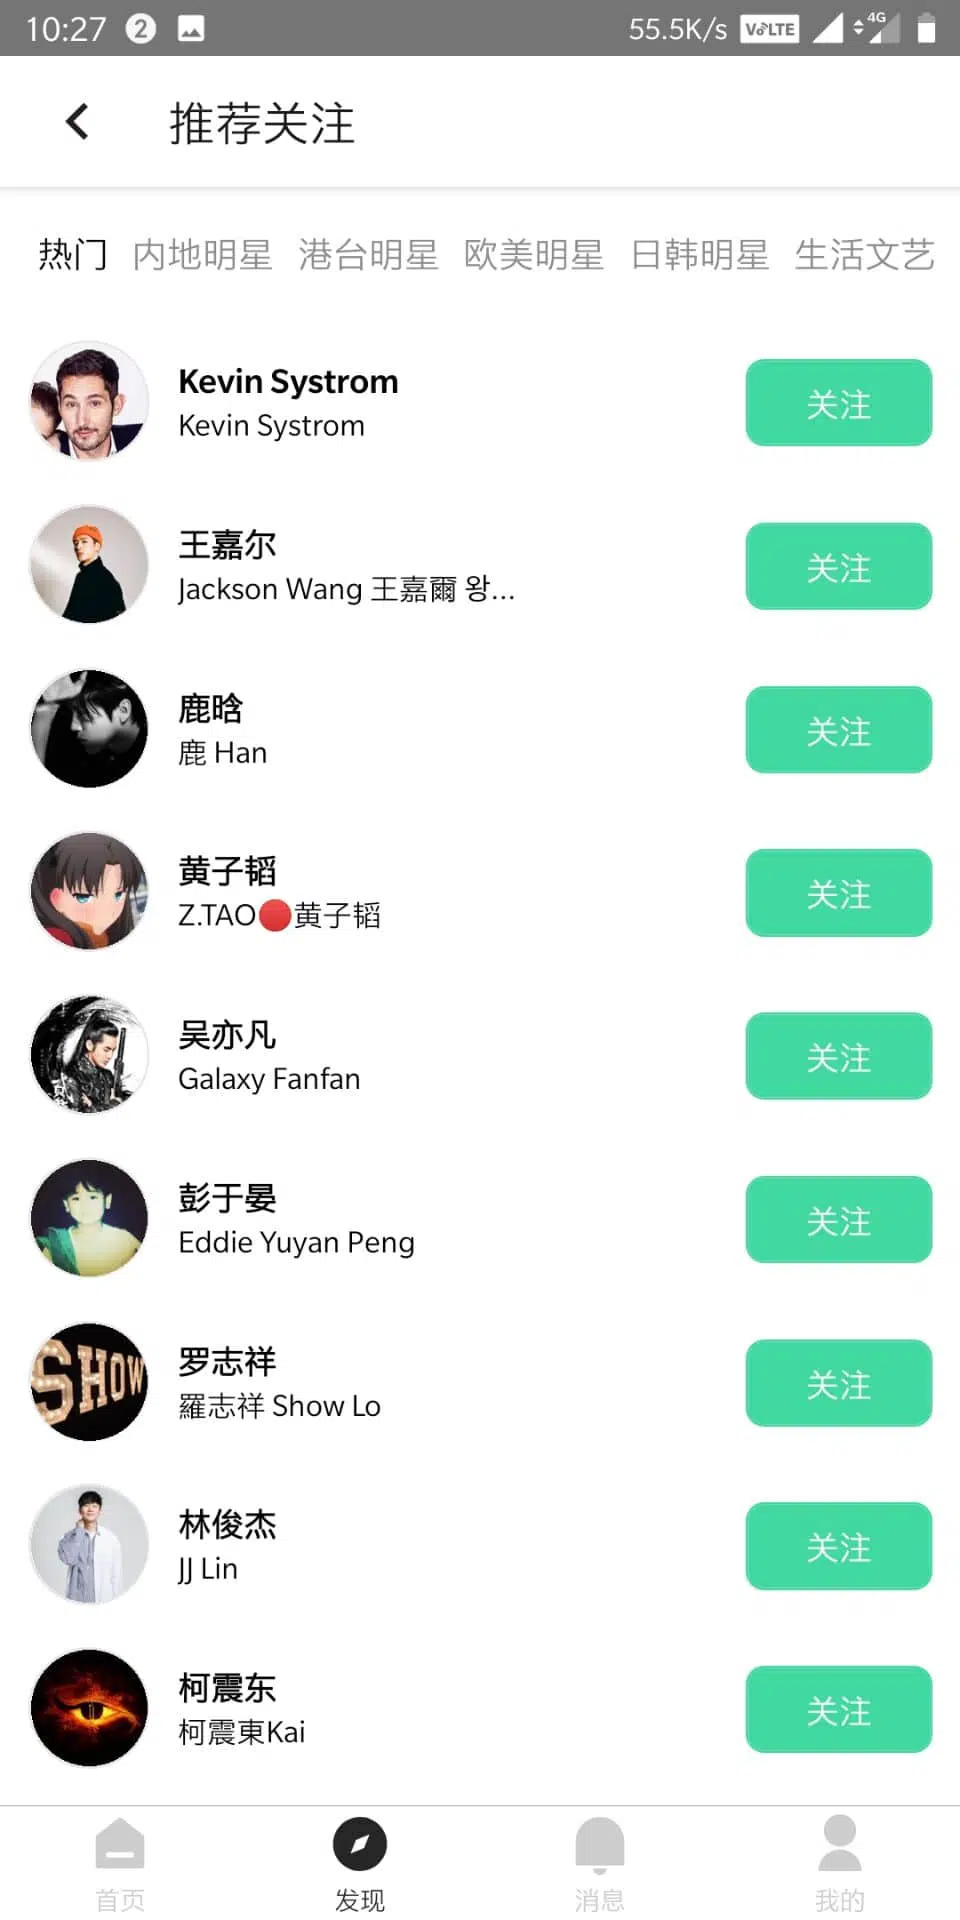 10:27 2 55.5K/s VoLTE 4G
推荐关注
热门 内地明星 港台明星 欧美明星 日韩明星 生活文艺
Kevin Systrom
Kevin Systrom
关注
王嘉尔
Jackson Wang 王嘉爾 왕...
关注
鹿晗
鹿 Han
关注
黄子韬
Z.TAO🔴黄子韬
关注
吴亦凡
Galaxy Fanfan
关注
彭于晏
Eddie Yuyan Peng
关注
SHOW
罗志祥
羅志祥 Show Lo
关注
林俊杰
JJ Lin
关注
柯震东
柯震東Kai
关注
首页 发现 消息 我的